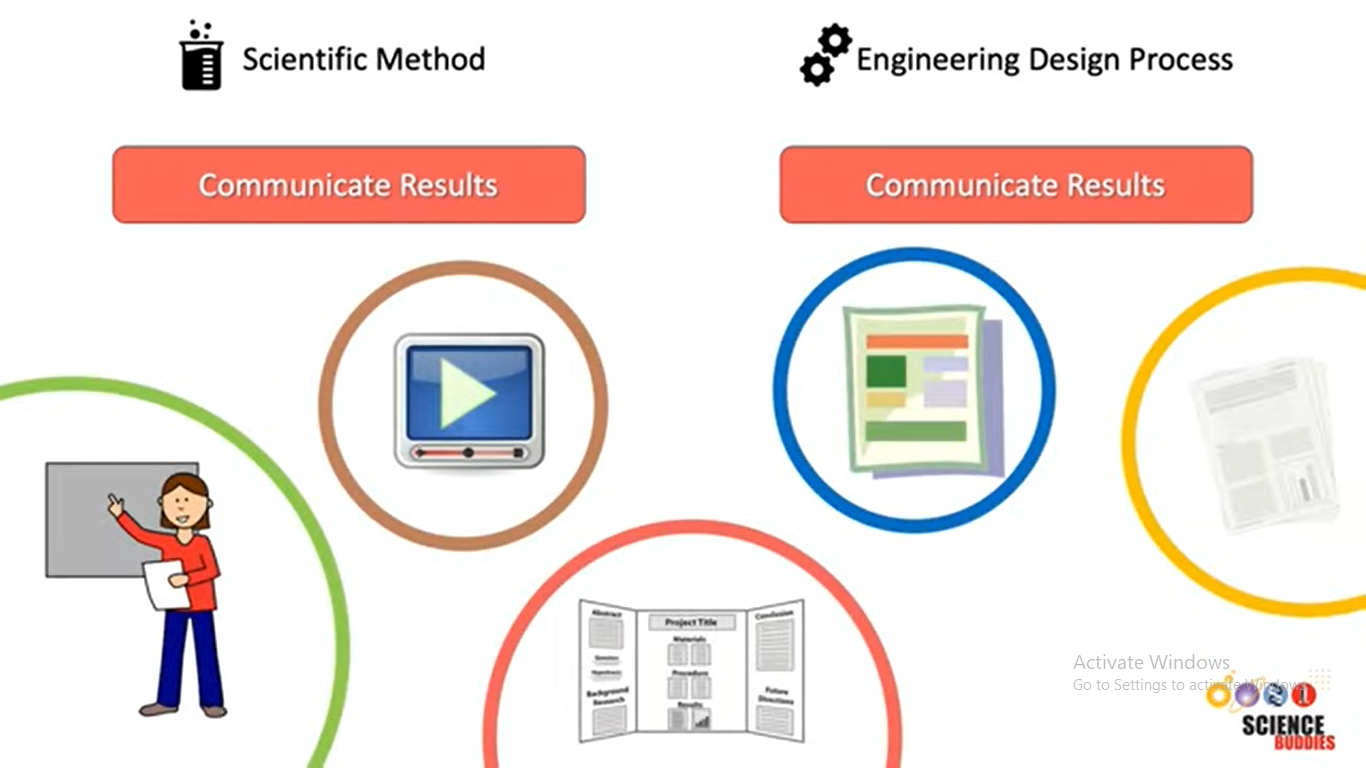 Scientific Method
Engineering Design Process
Communicate Results
Communicate Results
Abstract
Project Title
Conclusion
Materials
Question
Hypothesis
Procedure
Background
Research
Future
Directions
Results
Activate Windows
Go to Settings to activate Windows.
SCIENCE
BUDDIES